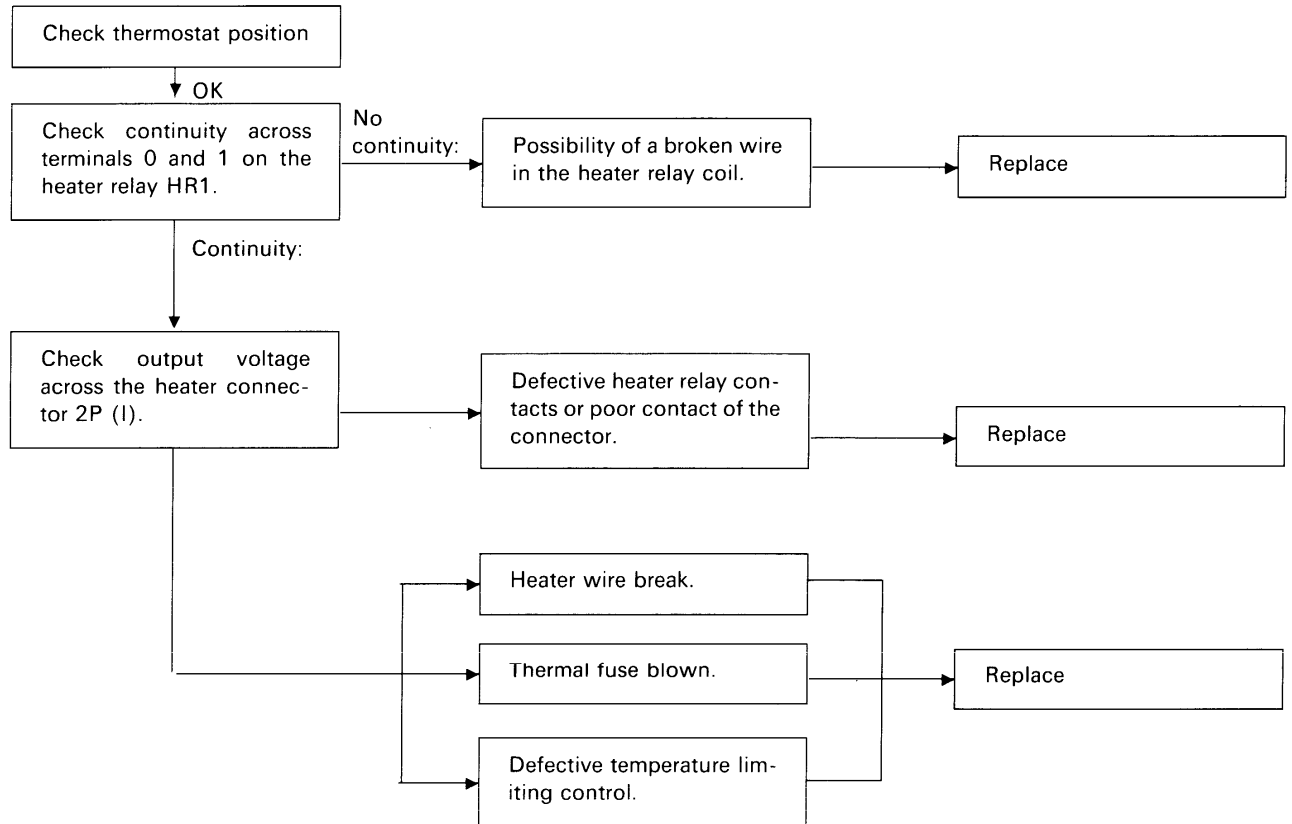 Check thermostat position
OK
Check continuity across
terminals 0 and 1 on the
heater relay HR1.
No
continuity:
Possibility of a broken wire
in the heater relay coil.
Replace
Continuity:
Check output voltage
across the heater connec-
tor 2P (I).
Defective heater relay con-
tacts or poor contact of the
connector.
Replace
Heater wire break.
Thermal fuse blown.
Replace
Defective temperature lim-
iting control.